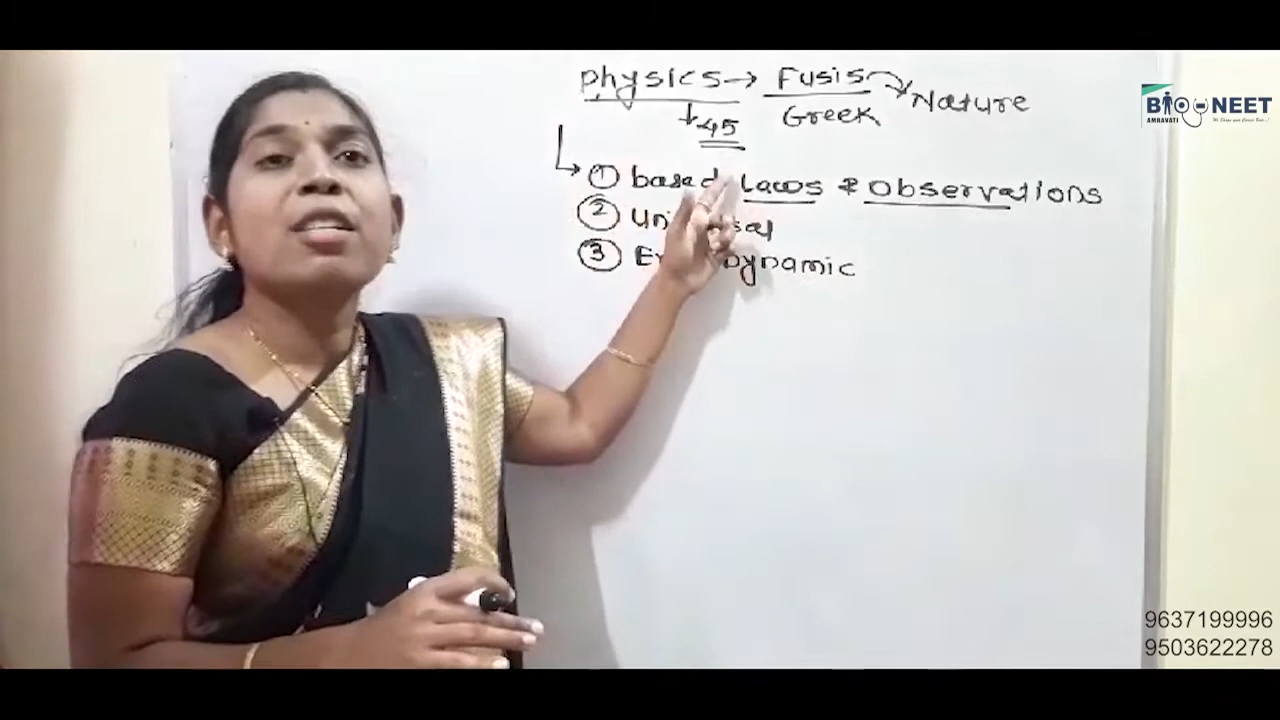 Physics → Fusis → Nature
Greek
↓ 45
① based Laws & Observations
②
③ Dynamic
BIO NEET
AMRAVATI
9637199996
9503622278